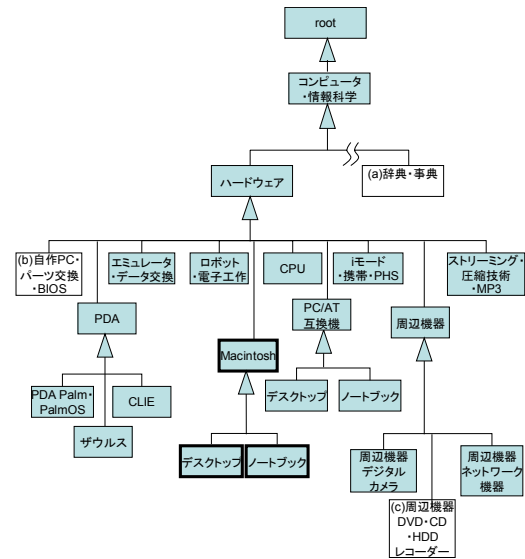 root
コンピュータ
・情報科学
(a)辞典・事典
ハードウェア
(b)自作PC・
パーツ交換
・BIOS
エミュレータ
・データ交換
ロボット
・電子工作
CPU
iモード
・携帯・PHS
ストリーミング・
圧縮技術
・MP3
PDA
PC/AT
互換機
周辺機器
Macintosh
PDA Palm・
PalmOS
CLIE
ザウルス
デスクトップ
ノートブック
デスクトップ
ノートブック
周辺機器
デジタル
カメラ
周辺機器
ネットワーク
機器
(c)周辺機器
DVD・CD
・HDD
レコーダー